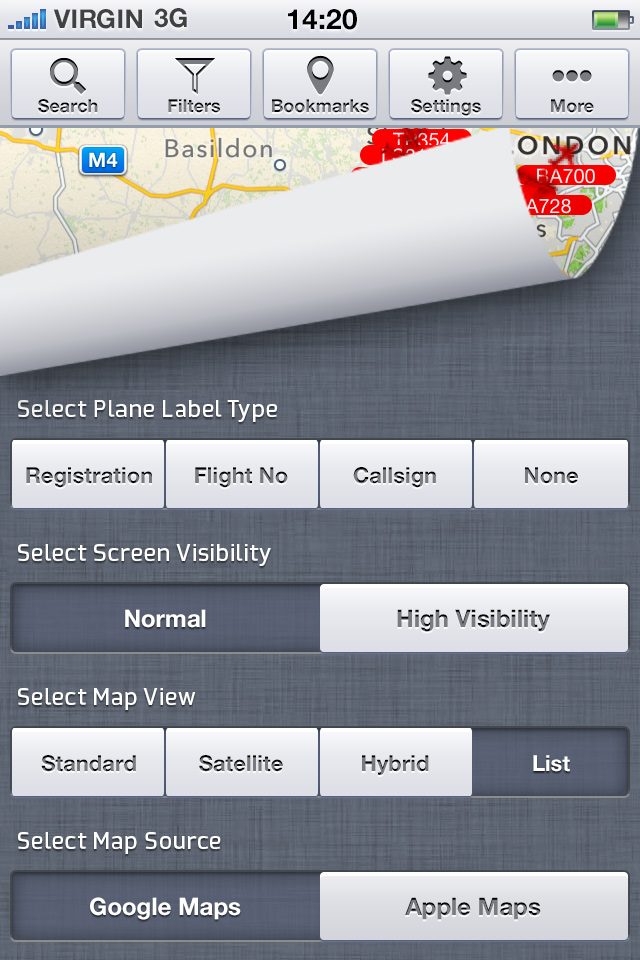 VIRGIN 3G 14:20
Search Filters Bookmarks Settings More
M4 Basildon LONDON
BA700
A728
Select Plane Label Type
Registration Flight No Callsign None
Select Screen Visibility
Normal High Visibility
Select Map View
Standard Satellite Hybrid List
Select Map Source
Google Maps Apple Maps